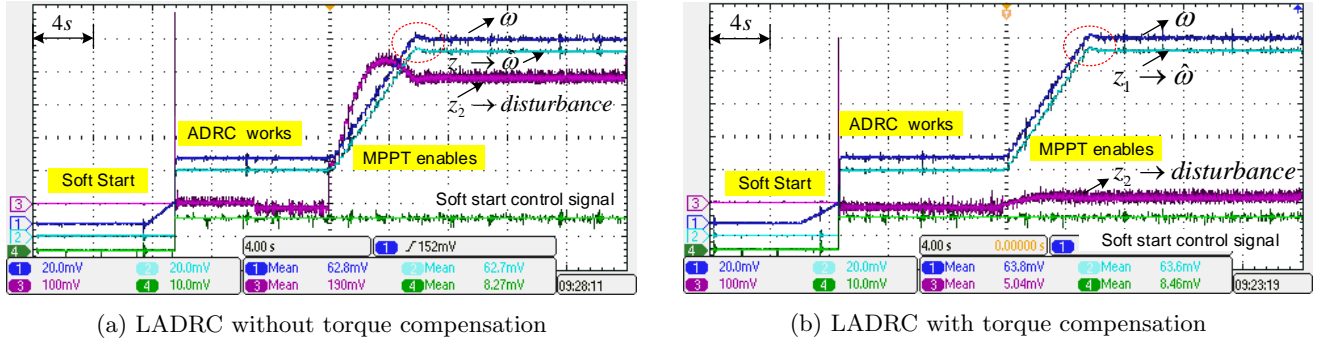 4s
ω
z₁ → ω̂
z₂ → disturbance
ADRC works
MPPT enables
Soft Start
Soft start control signal
3
1
2
4
4.00 s
1 152mV
1 20.0mV 2 20.0mV 1 Mean 62.8mV 2 Mean 62.7mV
3 100mV 4 10.0mV 3 Mean 190mV 4 Mean 8.27mV 09:28:11
(a) LADRC without torque compensation
4s
ω
z₁ → ω̂
ADRC works
MPPT enables
Soft Start
z₂ → disturbance
3
1
2
4
4.00 s 0.00000 s
1
Soft start control signal
1 20.0mV 2 20.0mV 1 Mean 63.8mV 2 Mean 63.6mV
3 100mV 4 10.0mV 3 Mean 5.04mV 4 Mean 8.46mV 09:23:19
(b) LADRC with torque compensation